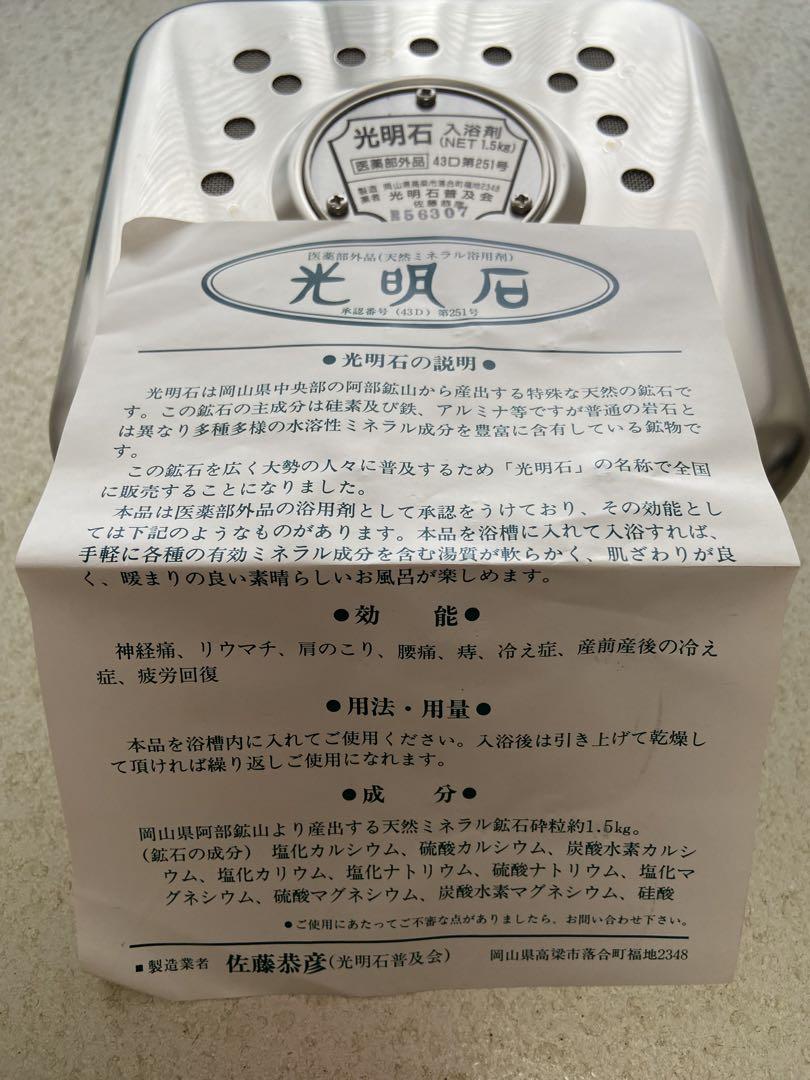 光明石 入浴剤
(NET 1.5kg)
医薬部外品 43D第251号
製造業者 岡山県高梁市落合町福地2348
光明石普及会
佐藤恭彦
56307
医薬部外品(天然ミネラル浴用剤)
光明石
承認番号(43D)第251号
●光明石の説明●
光明石は岡山県中央部の阿部鉱山から産出する特殊な天然の鉱石で
す。この鉱石の主成分は硅素及び鉄、アルミナ等ですが普通の岩石と
は異なり多種多様の水溶性ミネラル成分を豊富に含有している鉱物で
す。
この鉱石を広く大勢の人々に普及するため「光明石」の名称で全国
に販売することになりました。
本品は医薬部外品の浴用剤として承認をうけており、その効能とし
ては下記のようなものがあります。本品を浴槽に入れて入浴すれば、
手軽に各種の有効ミネラル成分を含む湯質が軟らかく、肌ざわりが良
く、暖まりの良い素晴らしいお風呂が楽しめます。
●効 能●
神経痛、リウマチ、肩のこり、腰痛、痔、冷え症、産前産後の冷え
症、疲労回復
●用法・用量●
本品を浴槽内に入れてご使用ください。入浴後は引き上げて乾燥し
て頂ければ繰り返しご使用になれます。
●成 分●
岡山県阿部鉱山より産出する天然ミネラル鉱石砕粒約1.5kg。
(鉱石の成分) 塩化カルシウム、硫酸カルシウム、炭酸水素カルシ
ウム、塩化カリウム、塩化ナトリウム、硫酸ナトリウム、塩化マ
グネシウム、硫酸マグネシウム、炭酸水素マグネシウム、硅酸
●ご使用にあたってご不審な点がありましたら、お問い合わせ下さい。
■製造業者 佐藤恭彦(光明石普及会) 岡山県高梁市落合町福地2348